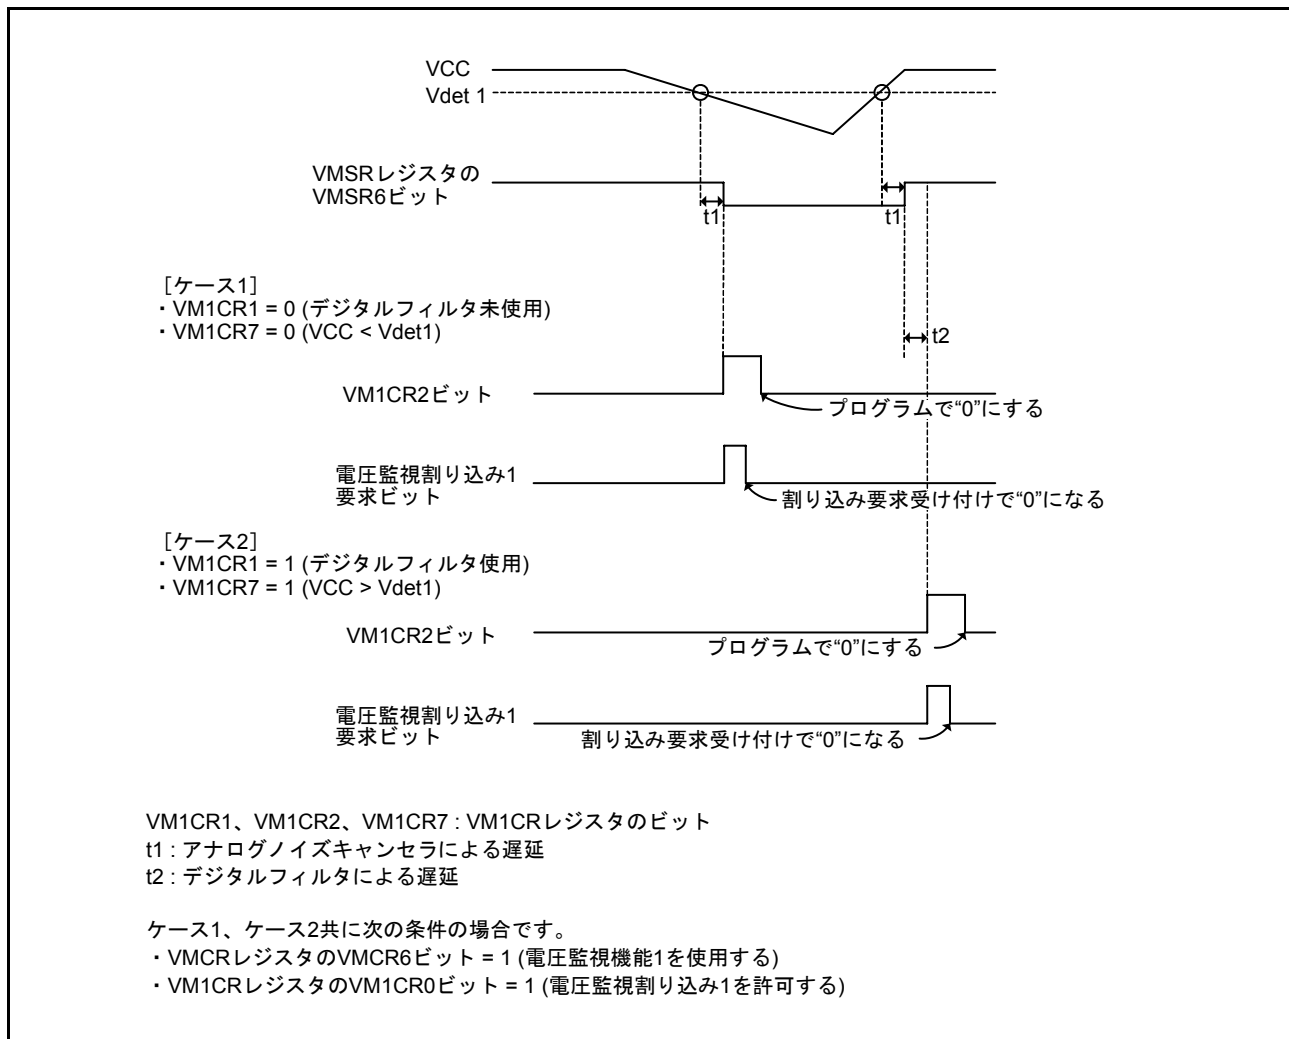 VCC
Vdet 1
VMSRレジスタの
VMSR6ビット
t1
t1
［ケース1］
・VM1CR1 = 0 (デジタルフィルタ未使用)
・VM1CR7 = 0 (VCC < Vdet1)
t2
VM1CR2ビット
プログラムで“0”にする
電圧監視割り込み1
要求ビット
割り込み要求受け付けで“0”になる
［ケース2］
・VM1CR1 = 1 (デジタルフィルタ使用)
・VM1CR7 = 1 (VCC > Vdet1)
VM1CR2ビット
プログラムで“0”にする
電圧監視割り込み1
要求ビット
割り込み要求受け付けで“0”になる
VM1CR1、VM1CR2、VM1CR7 : VM1CRレジスタのビット
t1 : アナログノイズキャンセラによる遅延
t2 : デジタルフィルタによる遅延
ケース1、ケース2共に次の条件の場合です。
・VMCRレジスタのVMCR6ビット = 1 (電圧監視機能1を使用する)
・VM1CRレジスタのVM1CR0ビット = 1 (電圧監視割り込み1を許可する)